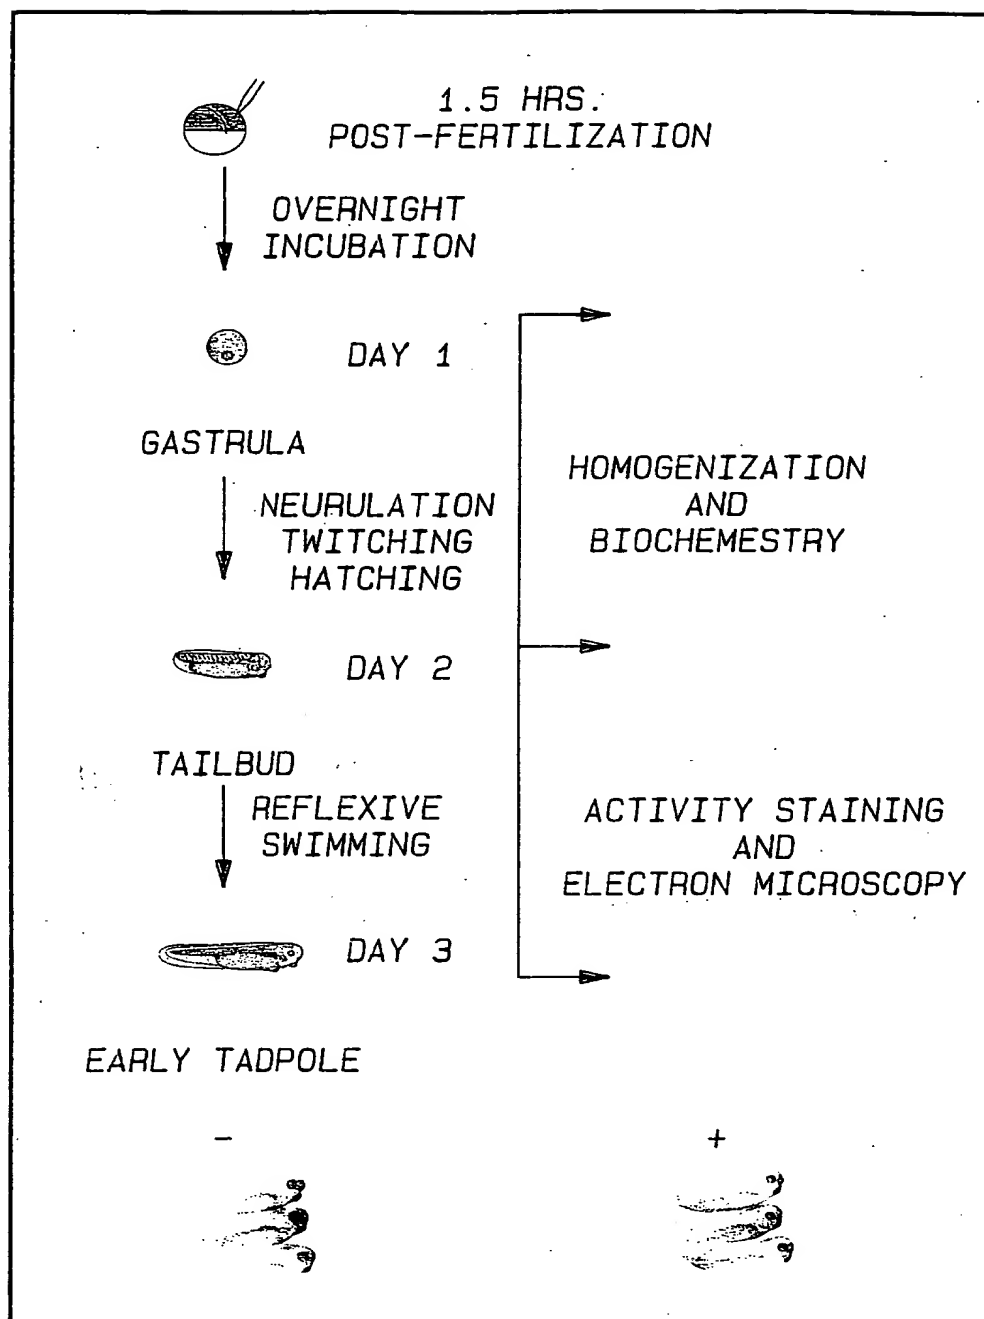 1.5 HRS.
POST-FERTILIZATION
OVERNIGHT
INCUBATION
DAY 1
GASTRULA
NEURULATION
TWITCHING
HATCHING
HOMOGENIZATION
AND
BIOCHEMESTRY
DAY 2
TAILBUD
REFLEXIVE
SWIMMING
ACTIVITY STAINING
AND
ELECTRON MICROSCOPY
DAY 3
EARLY TADPOLE
- +